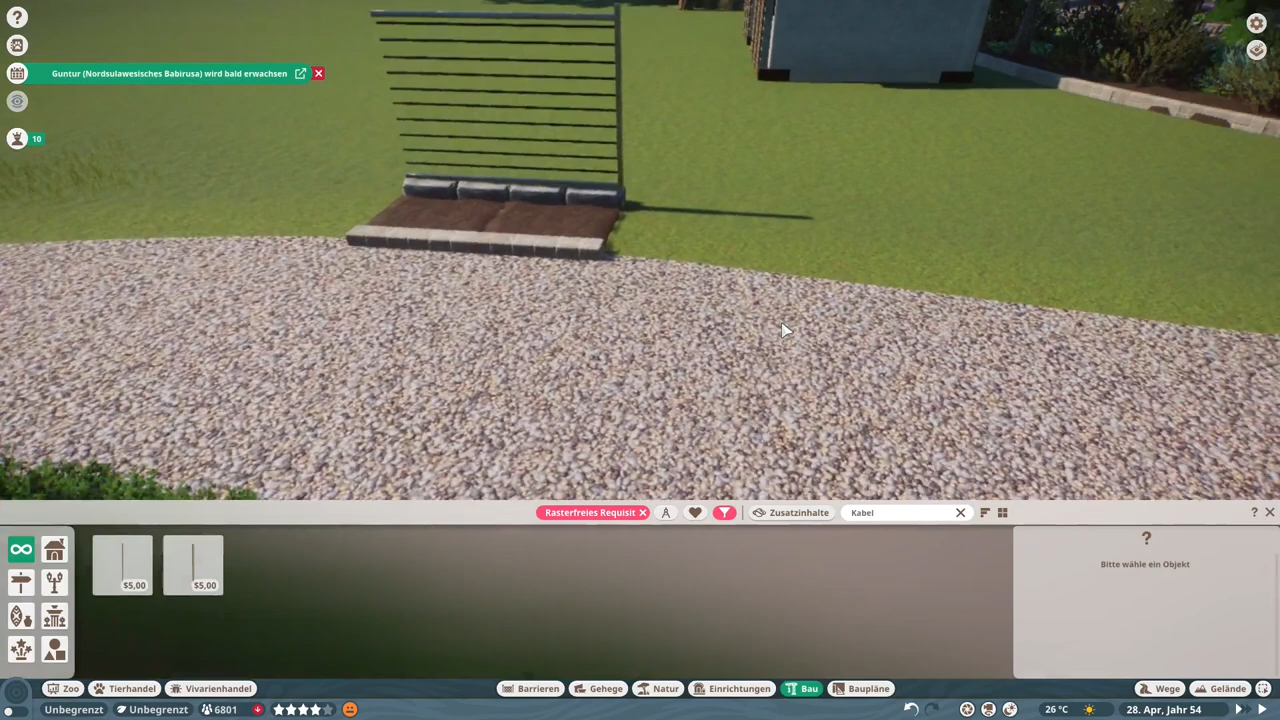 Guntur (Nordsulawesisches Babirusa) wird bald erwachsen
10
Rasterfreies Requisit
Zusatzinhalte
Kabel
?
$5,00
$5,00
?
Bitte wähle ein Objekt
Zoo
Tierhandel
Vivarienhandel
Barrieren
Gehege
Natur
Einrichtungen
Bau
Baupläne
Wege
Gelände
Unbegrenzt
Unbegrenzt
6801
26 °C
28. Apr, Jahr 54